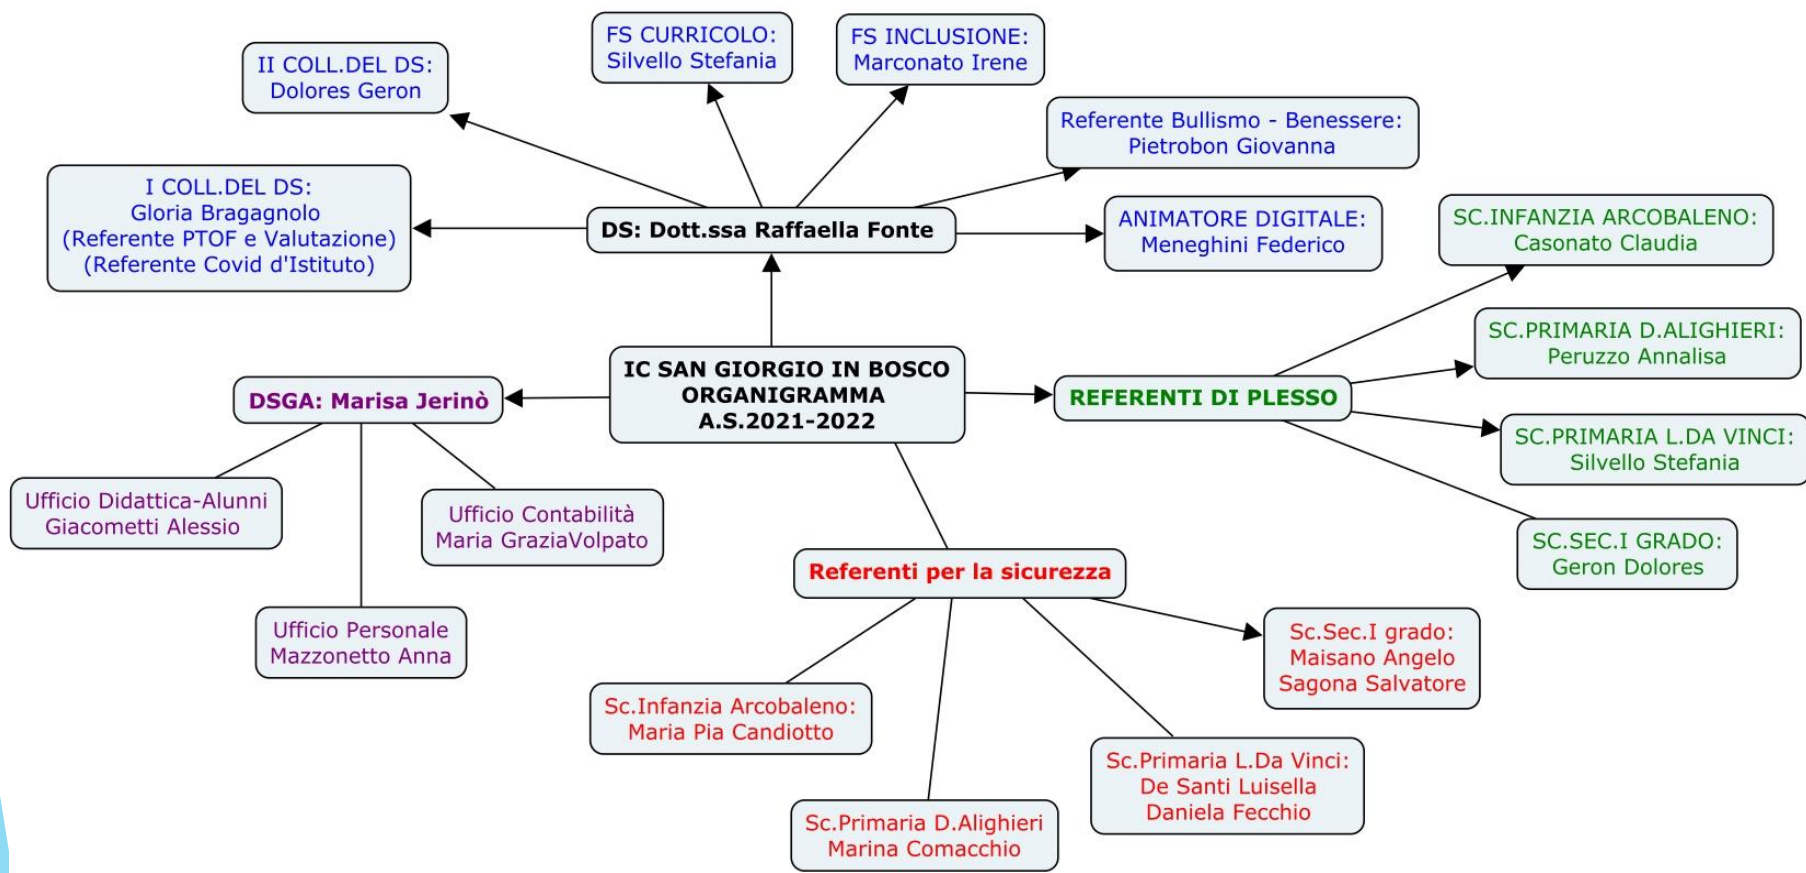 FS CURRICOLO:
Silvello Stefania
FS INCLUSIONE:
Marconato Irene
II COLL.DEL DS:
Dolores Geron
Referente Bullismo - Benessere:
Pietrobon Giovanna
I COLL.DEL DS:
Gloria Bragagnolo
(Referente PTOF e Valutazione)
(Referente Covid d'Istituto)
DS: Dott.ssa Raffaella Fonte
ANIMATORE DIGITALE:
Meneghini Federico
SC.INFANZIA ARCOBALENO:
Casonato Claudia
SC.PRIMARIA D.ALIGHIERI:
Peruzzo Annalisa
IC SAN GIORGIO IN BOSCO
ORGANIGRAMMA
A.S.2021-2022
DSGA: Marisa Jerinò
REFERENTI DI PLESSO
SC.PRIMARIA L.DA VINCI:
Silvello Stefania
Ufficio Didattica-Alunni
Giacometti Alessio
Ufficio Contabilità
Maria GraziaVolpato
SC.SEC.I GRADO:
Geron Dolores
Referenti per la sicurezza
Ufficio Personale
Mazzonetto Anna
Sc.Sec.I grado:
Maisano Angelo
Sagona Salvatore
Sc.Infanzia Arcobaleno:
Maria Pia Candiotto
Sc.Primaria L.Da Vinci:
De Santi Luisella
Daniela Fecchio
Sc.Primaria D.Alighieri
Marina Comacchio